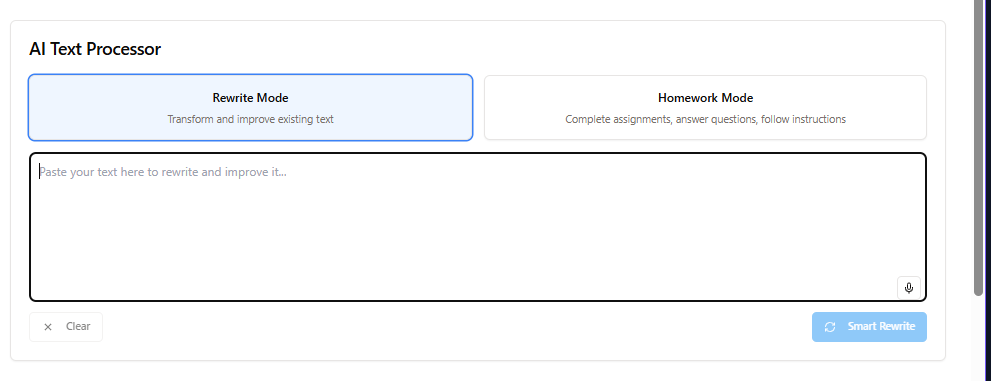 AI Text Processor
Rewrite Mode
Transform and improve existing text
Homework Mode
Complete assignments, answer questions, follow instructions
Paste your text here to rewrite and improve it...
Clear
Smart Rewrite